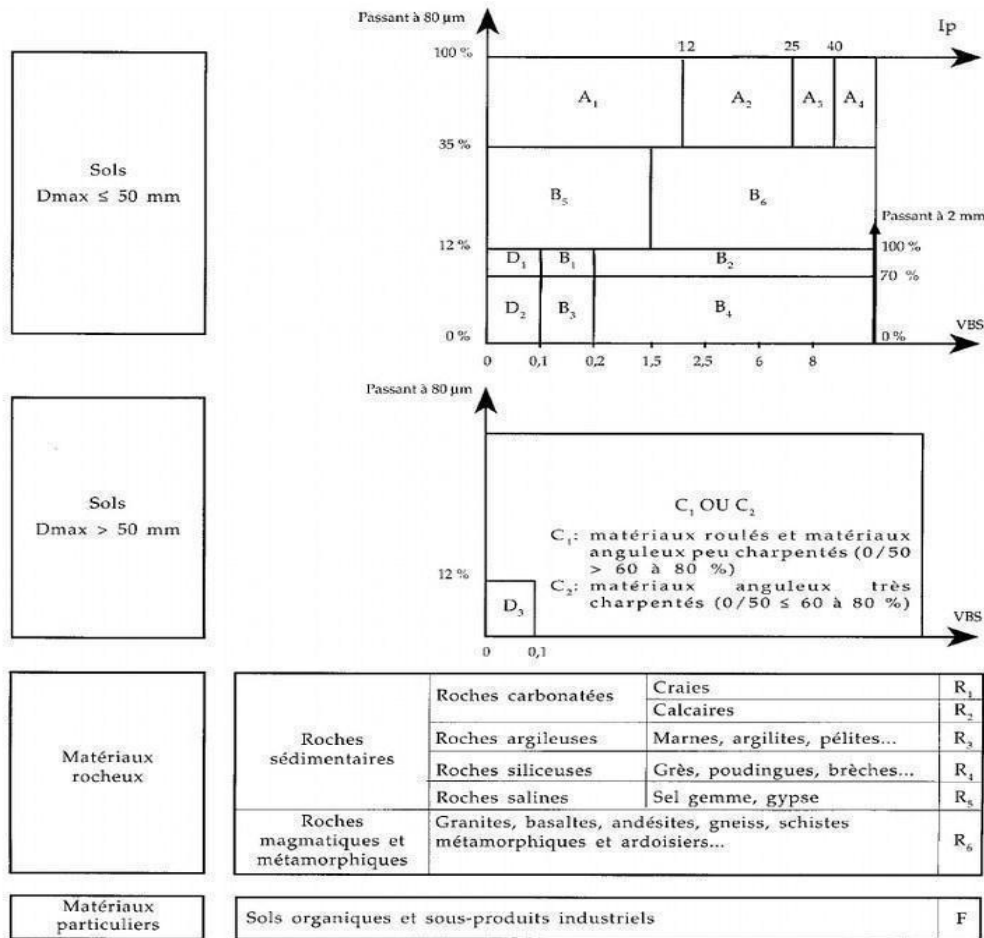 Passant à 80 µm
Ip
12 25 40
100 %
A₁ A₂ A₃ A₄
35 %
Sols
Dmax ≤ 50 mm
B₅ B₆
Passant à 2 mm
12 %
100 %
D₁ B₁ B₂
70 %
D₂ B₃ B₄
VBS
0 %
0 %
0 0,1 0,2 1,5 2,5 6 8
Passant à 80 µm
Sols
Dmax > 50 mm
C₁ OU C₂
C₁: matériaux roulés et matériaux
anguleux peu charpentés (0/50
> 60 à 80 %)
C₂: matériaux anguleux très
charpentés (0/50 ≤ 60 à 80 %)
12 %
D₃
VBS
0 0,1
Matériaux
rocheux
Roches
sédimentaires
Roches carbonatées
Craies R₁
Calcaires R₂
Roches argileuses Marnes, argilites, pélites... R₃
Roches siliceuses Grès, poudingues, brèches... R₄
Roches salines Sel gemme, gypse R₅
Roches
magmatiques et
métamorphiques
Granites, basaltes, andésites, gneiss, schistes
métamorphiques et ardoisiers...
R₆
Matériaux
particuliers
Sols organiques et sous-produits industriels F